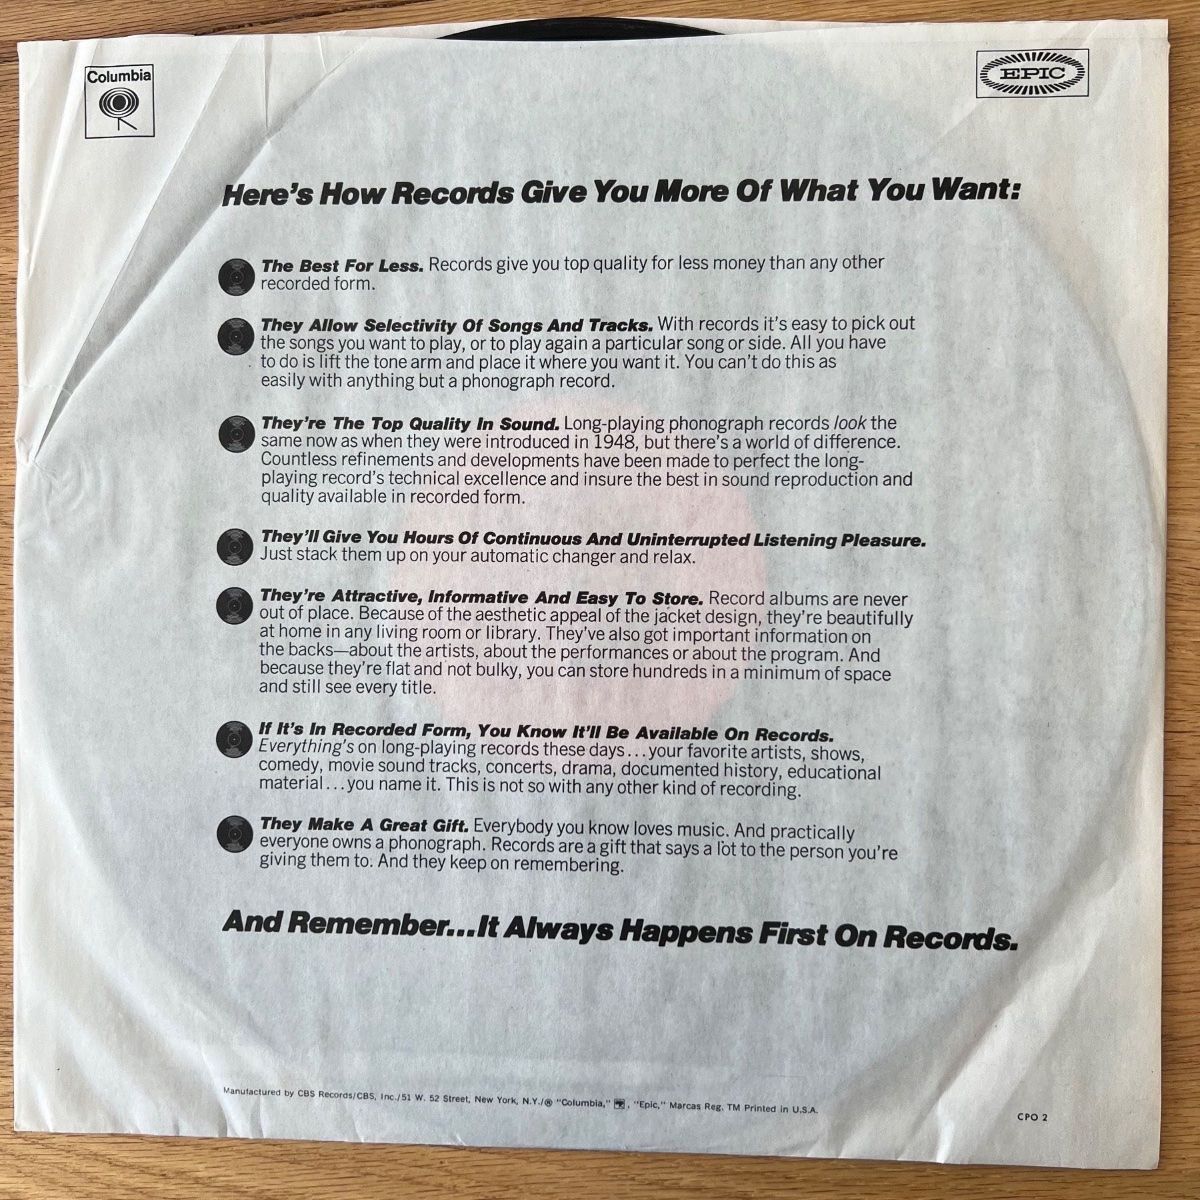 Columbia
EPIC
Here's How Records Give You More Of What You Want:
The Best For Less. Records give you top quality for less money than any other
recorded form.
They Allow Selectivity Of Songs And Tracks. With records it's easy to pick out
the songs you want to play, or to play again a particular song or side. All you have
to do is lift the tone arm and place it where you want it. You can't do this as
easily with anything but a phonograph record.
They're The Top Quality In Sound. Long-playing phonograph records look the
same now as when they were introduced in 1948, but there's a world of difference.
Countless refinements and developments have been made to perfect the long-
playing record's technical excellence and insure the best in sound reproduction and
quality available in recorded form.
They'll Give You Hours Of Continuous And Uninterrupted Listening Pleasure.
Just stack them up on your automatic changer and relax.
They're Attractive, Informative And Easy To Store. Record albums are never
out of place. Because of the aesthetic appeal of the jacket design, they're beautifully
at home in any living room or library. They've also got important information on
the backs—about the artists, about the performances or about the program. And
because they're flat and not bulky, you can store hundreds in a minimum of space
and still see every title.
If It's In Recorded Form, You Know It'll Be Available On Records.
Everything's on long-playing records these days...your favorite artists, shows,
comedy, movie sound tracks, concerts, drama, documented history, educational
material...you name it. This is not so with any other kind of recording.
They Make A Great Gift. Everybody you know loves music. And practically
everyone owns a phonograph. Records are a gift that says a lot to the person you're
giving them to. And they keep on remembering.
And Remember...It Always Happens First On Records.
Manufactured by CBS Records/CBS, Inc./51 W. 52 Street, New York, N.Y./® "Columbia," , "Epic," Marcas Reg. TM Printed in U.S.A.
CPO 2